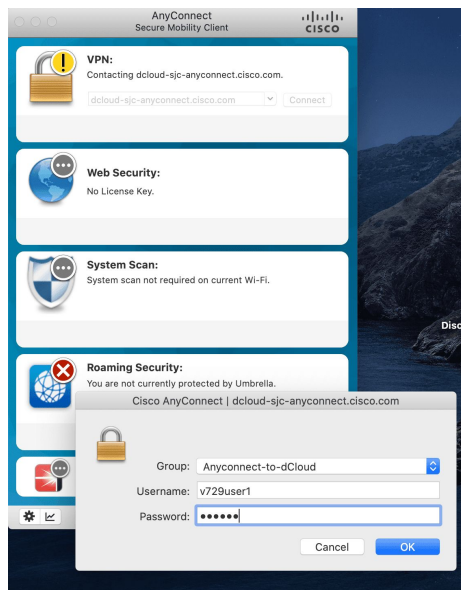 AnyConnect
Secure Mobility Client
CISCO
VPN:
Contacting dcloud-sjc-anyconnect.cisco.com.
dcloud-sjc-anyconnect.cisco.com
Connect
Web Security:
No License Key.
System Scan:
System scan not required on current Wi-Fi.
Disc
Roaming Security:
You are not currently protected by Umbrella.
Cisco AnyConnect | dcloud-sjc-anyconnect.cisco.com
Group: Anyconnect-to-dCloud
Username: v729user1
Password: ••••••
Cancel
OK